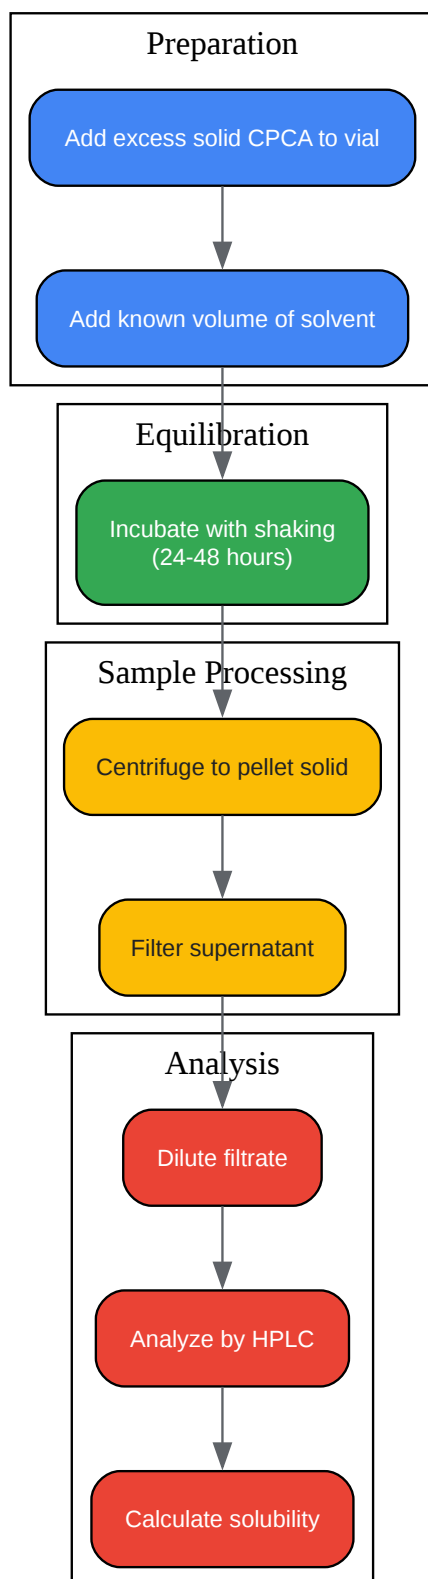 Preparation
Add excess solid CPCA to vial
Add known volume of solvent
Equilibration
Incubate with shaking
(24-48 hours)
Sample Processing
Centrifuge to pellet solid
Filter supernatant
Analysis
Dilute filtrate
Analyze by HPLC
Calculate solubility